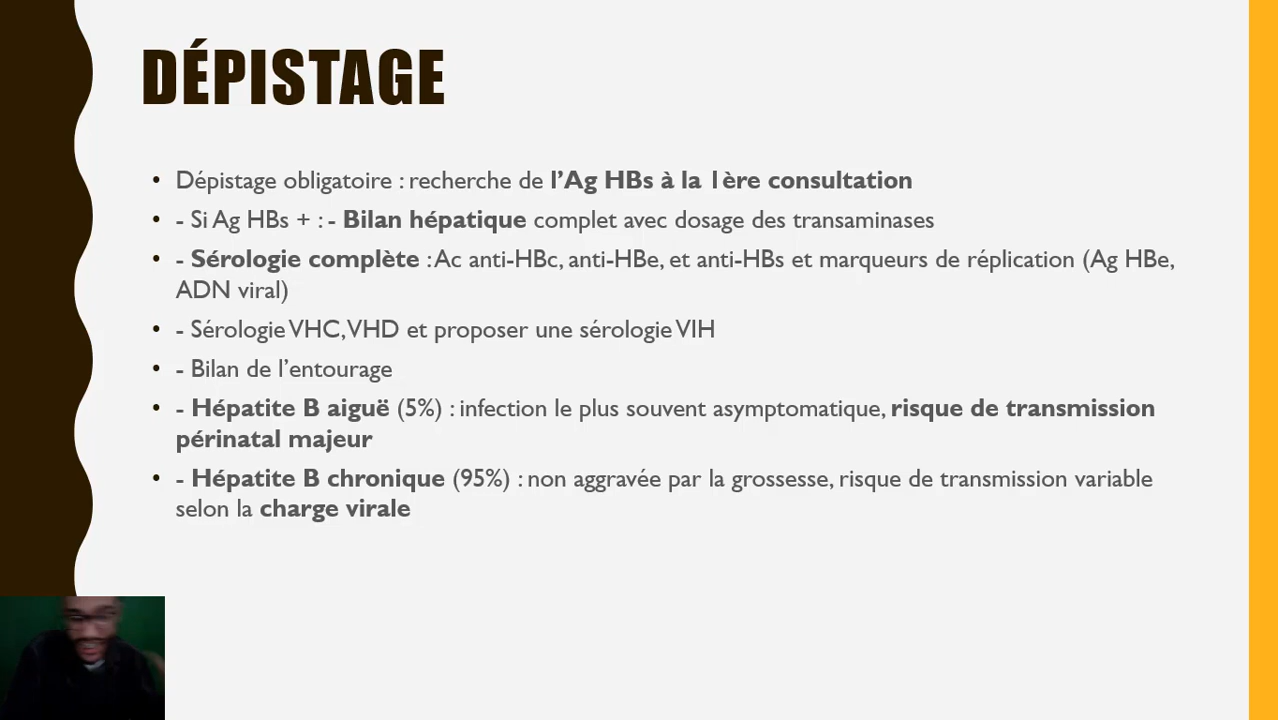 DÉPISTAGE
• Dépistage obligatoire : recherche de l’Ag HBs à la 1ère consultation
• - Si Ag HBs + : - Bilan hépatique complet avec dosage des transaminases
• - Sérologie complète : Ac anti-HBc, anti-HBe, et anti-HBs et marqueurs de réplication (Ag HBe,
ADN viral)
• - Sérologie VHC, VHD et proposer une sérologie VIH
• - Bilan de l’entourage
• - Hépatite B aiguë (5%) : infection le plus souvent asymptomatique, risque de transmission
périnatal majeur
• - Hépatite B chronique (95%) : non aggravée par la grossesse, risque de transmission variable
selon la charge virale